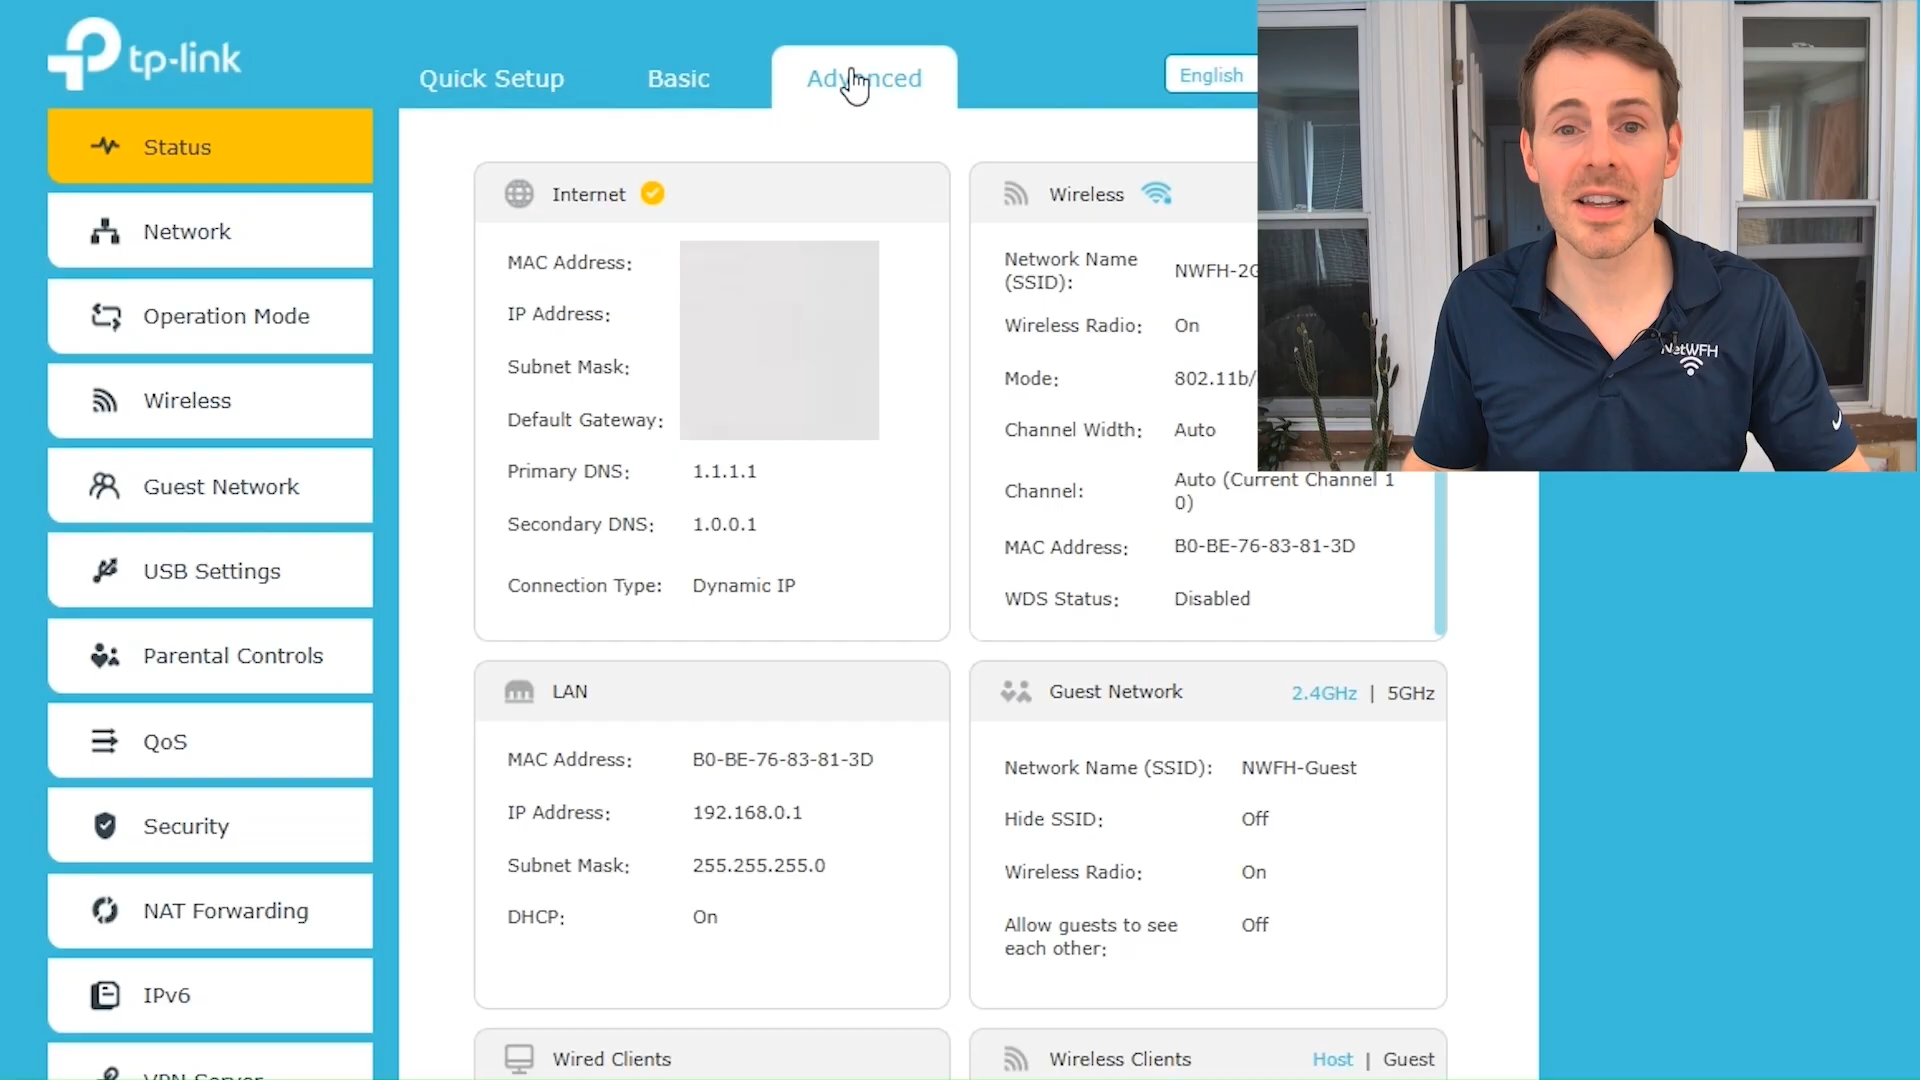 tp-link
Quick Setup
Basic
Advanced
English
Status
Network
Operation Mode
Wireless
Guest Network
USB Settings
Parental Controls
QoS
Security
NAT Forwarding
IPv6
VPN Server
Internet
MAC Address:
IP Address:
Subnet Mask:
Default Gateway:
Primary DNS: 1.1.1.1
Secondary DNS: 1.0.0.1
Connection Type: Dynamic IP
Wireless
Network Name
(SSID): NWFH-2G
Wireless Radio: On
Mode: 802.11b/
Channel Width: Auto
Channel: Auto (Current Channel 1
0)
MAC Address: B0-BE-76-83-81-3D
WDS Status: Disabled
LAN
MAC Address: B0-BE-76-83-81-3D
IP Address: 192.168.0.1
Subnet Mask: 255.255.255.0
DHCP: On
Guest Network 2.4GHz | 5GHz
Network Name (SSID): NWFH-Guest
Hide SSID: Off
Wireless Radio: On
Allow guests to see
each other: Off
Wired Clients
Wireless Clients Host | Guest
NetWFH